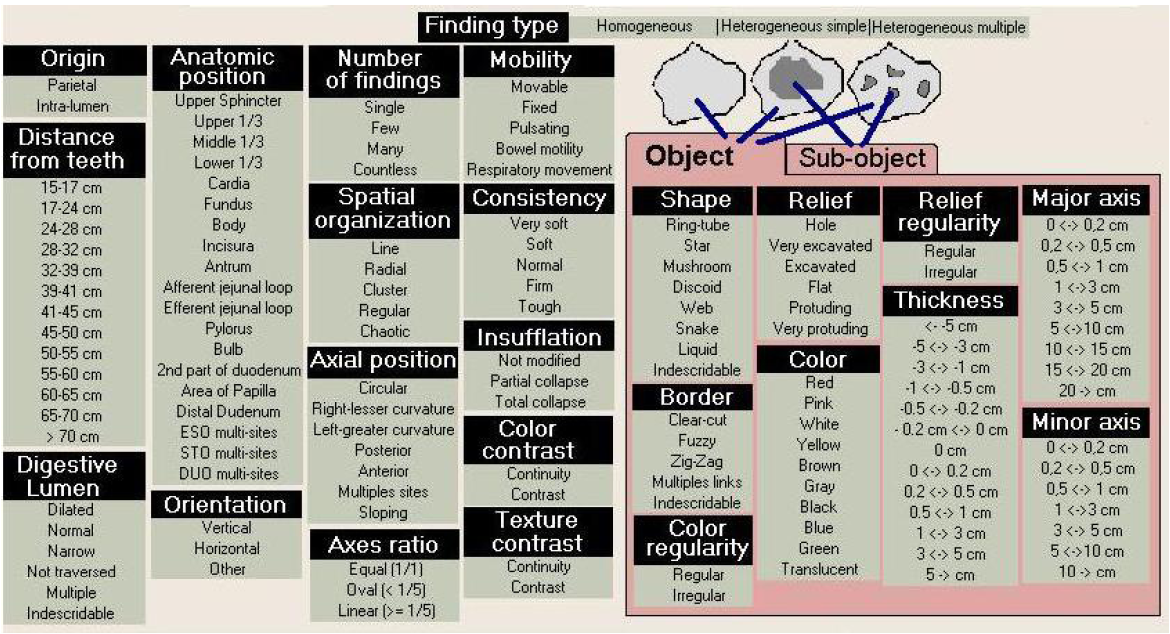 Finding type
Homogeneous |Heterogeneous simple|Heterogeneous multiple
Origin
Parietal
Intra-lumen
Distance
from teeth
15-17 cm
17-24 cm
24-28 cm
28-32 cm
32-39 cm
39-41 cm
41-45 cm
45-50 cm
50-55 cm
55-60 cm
60-65 cm
65-70 cm
> 70 cm
Digestive
Lumen
Dilated
Normal
Narrow
Not traversed
Multiple
Indescridable
Anatomic
position
Upper Sphincter
Upper 1/3
Middle 1/3
Lower 1/3
Cardia
Fundus
Body
Incisura
Antrum
Afferent jejunal loop
Efferent jejunal loop
Pylorus
Bulb
2nd part of duodenum
Area of Papilla
Distal Dudenum
ESO multi-sites
STO multi-sites
DUO multi-sites
Orientation
Vertical
Horizontal
Other
Number
of findings
Single
Few
Many
Countless
Spatial
organization
Line
Radial
Cluster
Regular
Chaotic
Axial position
Circular
Right-lesser curvature
Left-greater curvature
Posterior
Anterior
Multiples sites
Sloping
Axes ratio
Equal (1/1)
Oval (< 1/5)
Linear (>= 1/5)
Mobility
Movable
Fixed
Pulsating
Bowel motility
Respiratory movement
Consistency
Very soft
Soft
Normal
Firm
Tough
Insufflation
Not modified
Partial collapse
Total collapse
Color
contrast
Continuity
Contrast
Texture
contrast
Continuity
Contrast
Object
Sub-object
Shape
Ring-tube
Star
Mushroom
Discoid
Web
Snake
Liquid
Indescridable
Border
Clear-cut
Fuzzy
Zig-Zag
Multiples links
Indescridable
Color
regularity
Regular
Irregular
Relief
Hole
Very excavated
Excavated
Flat
Protuding
Very protuding
Color
Red
Pink
White
Yellow
Brown
Gray
Black
Blue
Green
Translucent
Relief
regularity
Regular
Irregular
Thickness
<- -5 cm
-5 <-> -3 cm
-3 <-> -1 cm
-1 <-> -0.5 cm
-0.5 <-> -0.2 cm
- 0.2 cm <-> 0 cm
0 cm
0 <-> 0.2 cm
0.2 <-> 0.5 cm
0.5 <-> 1 cm
1 <-> 3 cm
3 <-> 5 cm
5 -> cm
Major axis
0 <-> 0,2 cm
0,2 <-> 0,5 cm
0,5 <-> 1 cm
1 <->3 cm
3 <-> 5 cm
5 <->10 cm
10 <-> 15 cm
15 <-> 20 cm
20 -> cm
Minor axis
0 <-> 0,2 cm
0,2 <-> 0,5 cm
0,5 <-> 1 cm
1 <->3 cm
3 <-> 5 cm
5 <->10 cm
10 -> cm